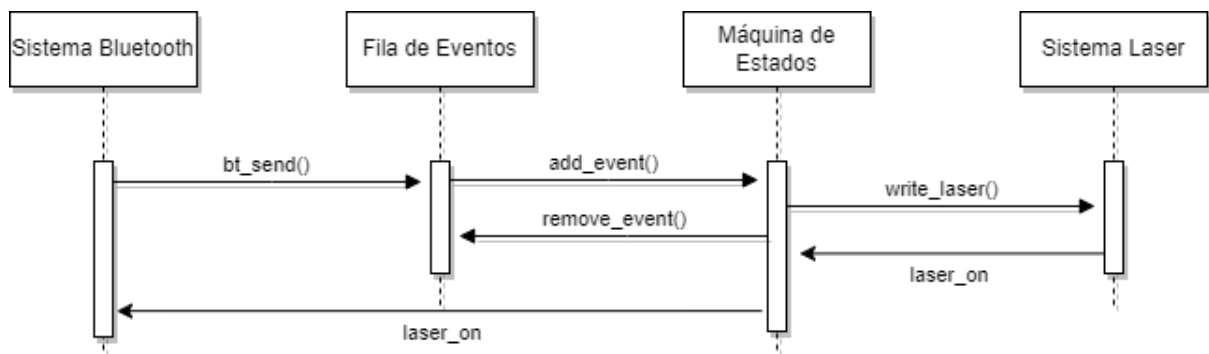 Sistema Bluetooth
Fila de Eventos
Máquina de
Estados
Sistema Laser
bt_send()
add_event()
write_laser()
remove_event()
laser_on
laser_on